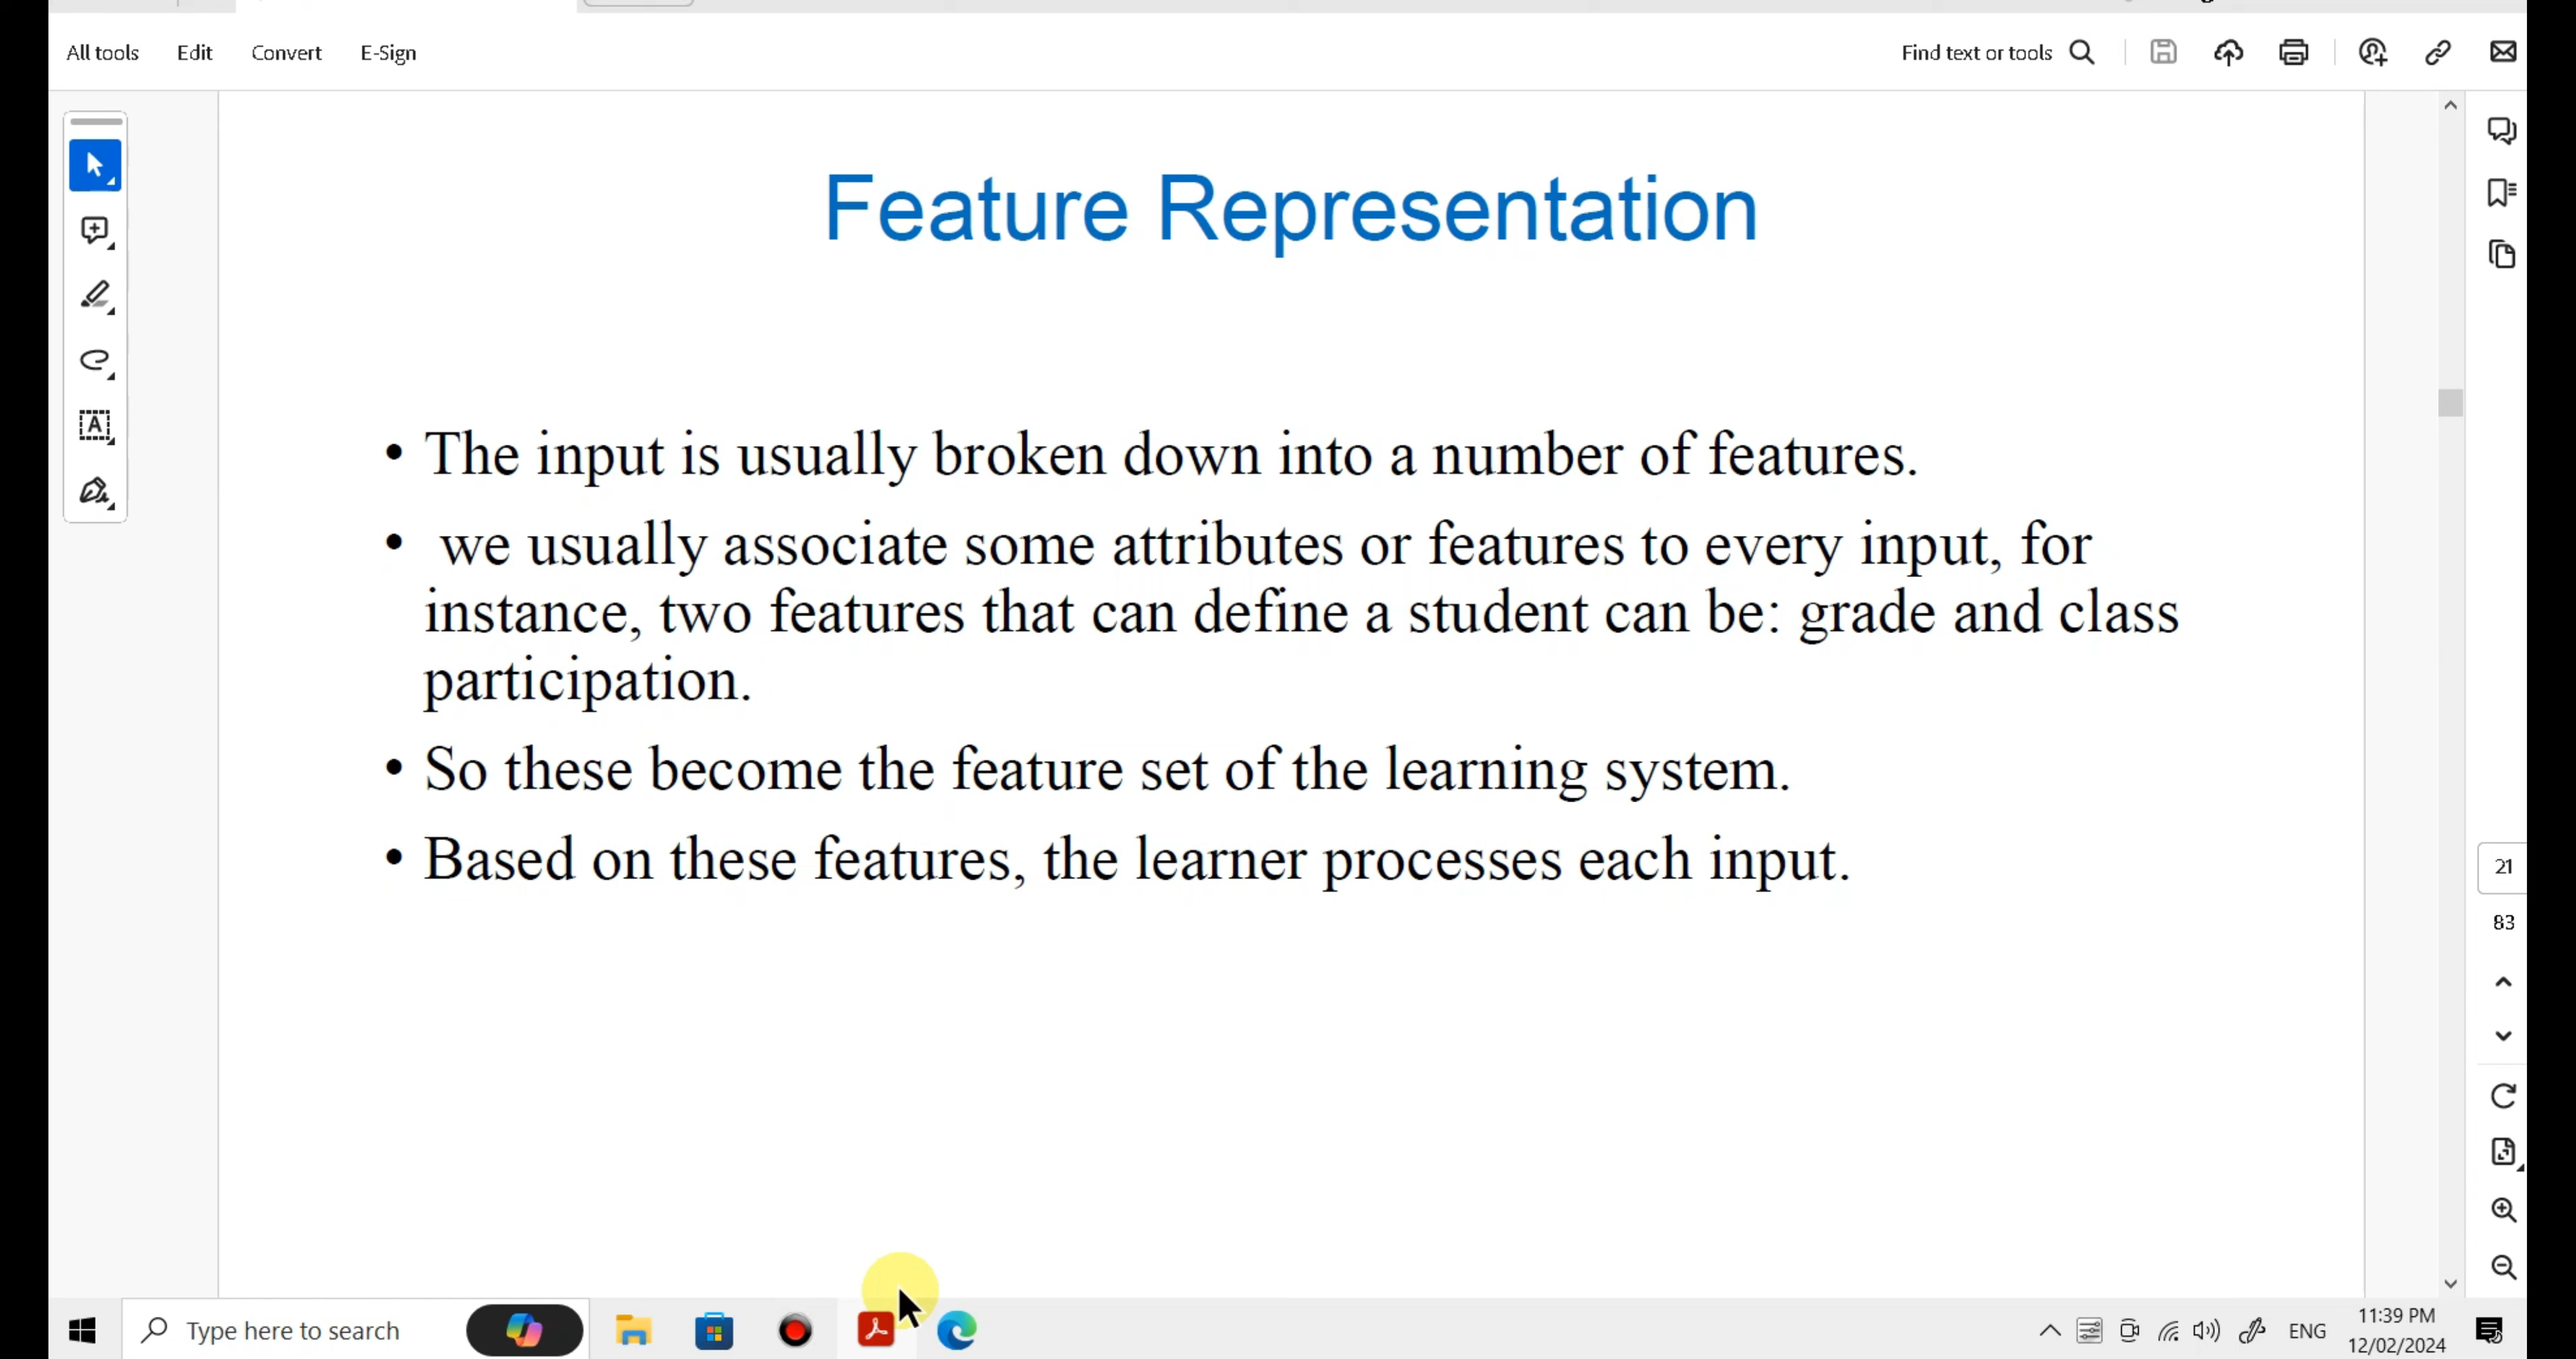 All tools Edit Convert E-Sign Find text or tools
Feature Representation
• The input is usually broken down into a number of features.
• we usually associate some attributes or features to every input, for
instance, two features that can define a student can be: grade and class
participation.
• So these become the feature set of the learning system.
• Based on these features, the learner processes each input.
21
83
Type here to search
ENG
11:39 PM
12/02/2024